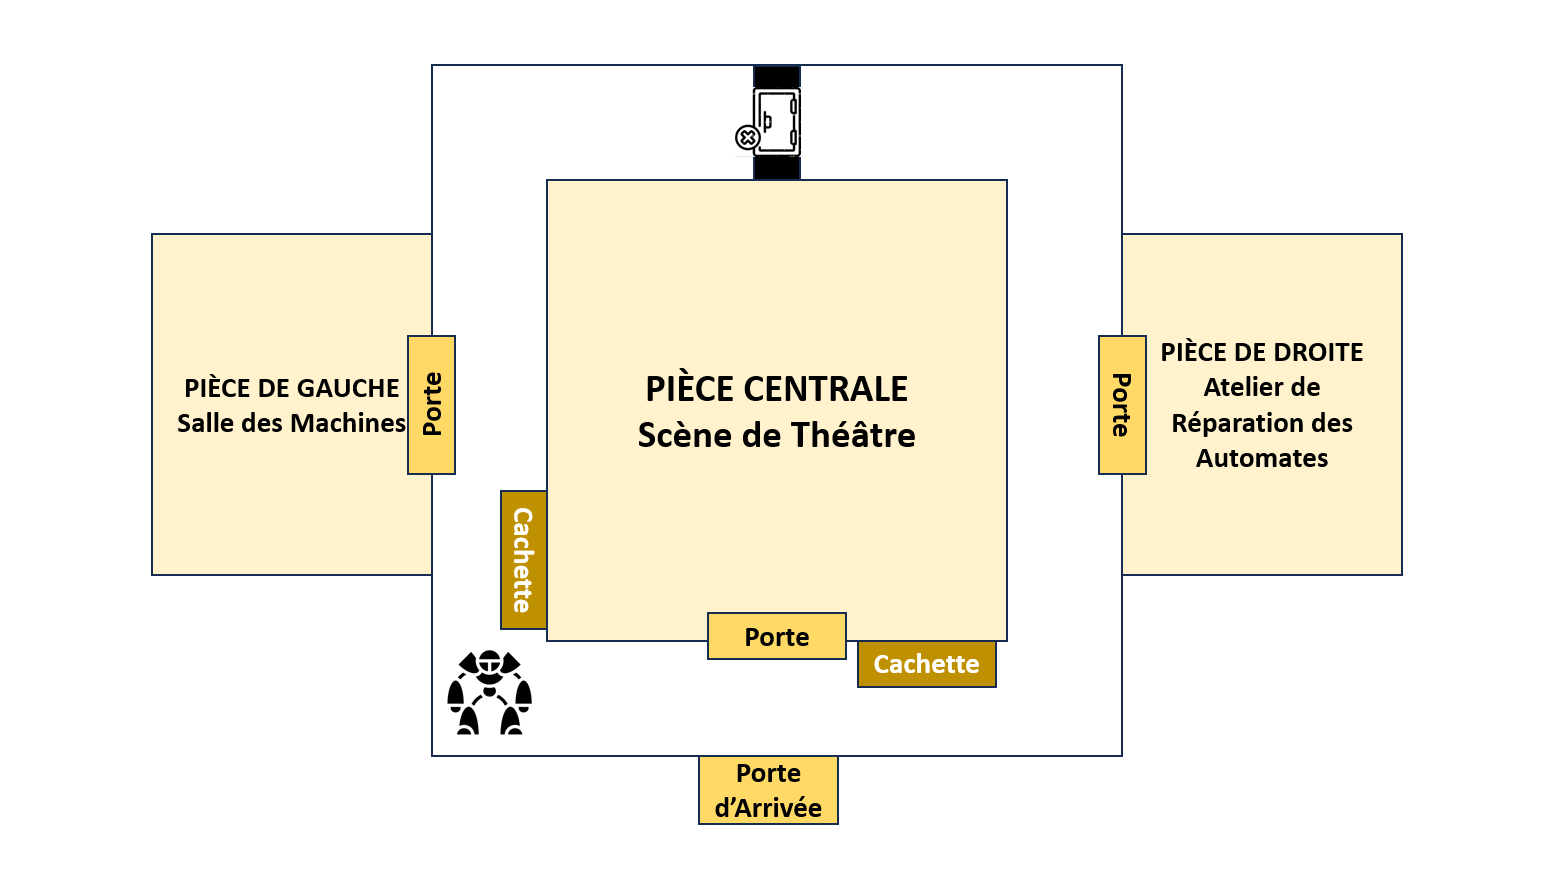 PIÈCE DE GAUCHE
Salle des Machines
Porte
PIÈCE CENTRALE
Scène de Théâtre
Porte
PIÈCE DE DROITE
Atelier de
Réparation des
Automates
Cachette
Porte
Cachette
Porte
d’Arrivée